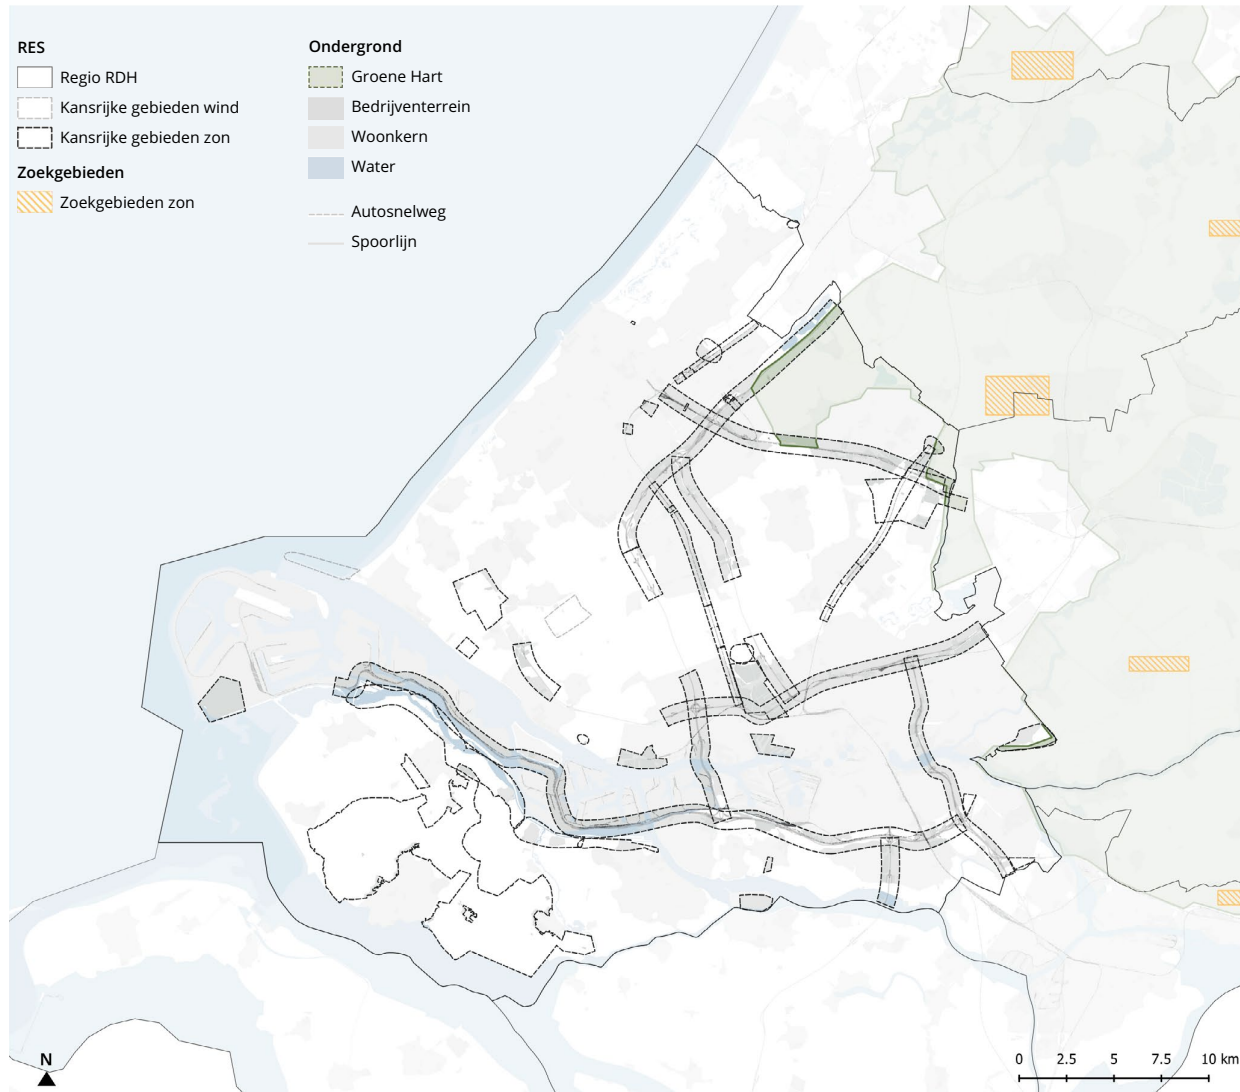 RES
Regio RDH
Kansrijke gebieden wind
Kansrijke gebieden zon
Zoekgebieden
Zoekgebieden zon
Ondergrond
Groene Hart
Bedrijventerrein
Woonkern
Water
Autosnelweg
Spoorlijn
N
0 2.5 5 7.5 10 km